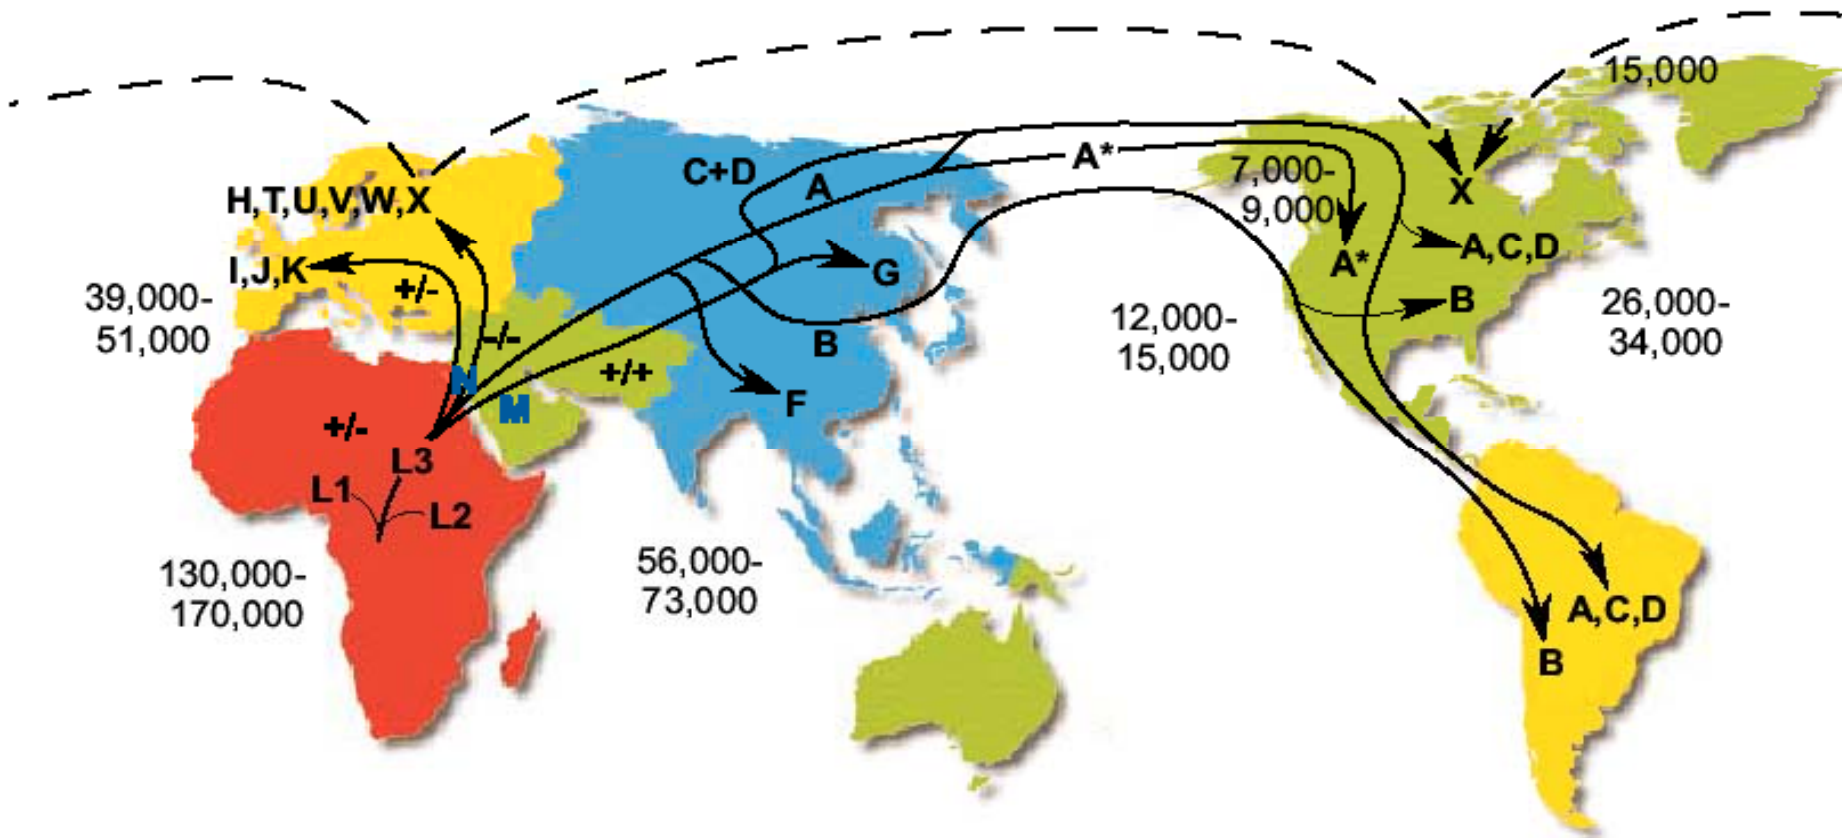 15,000
C+D
A
A*
7,000-
9,000
X
H,T,U,V,W,X
A,C,D
I,J,K
+/-
G
A*
B
39,000-
51,000
12,000-
15,000
26,000-
34,000
-/-
B
+/+
N
M
F
+/-
L3
L1
L2
130,000-
170,000
56,000-
73,000
A,C,D
B